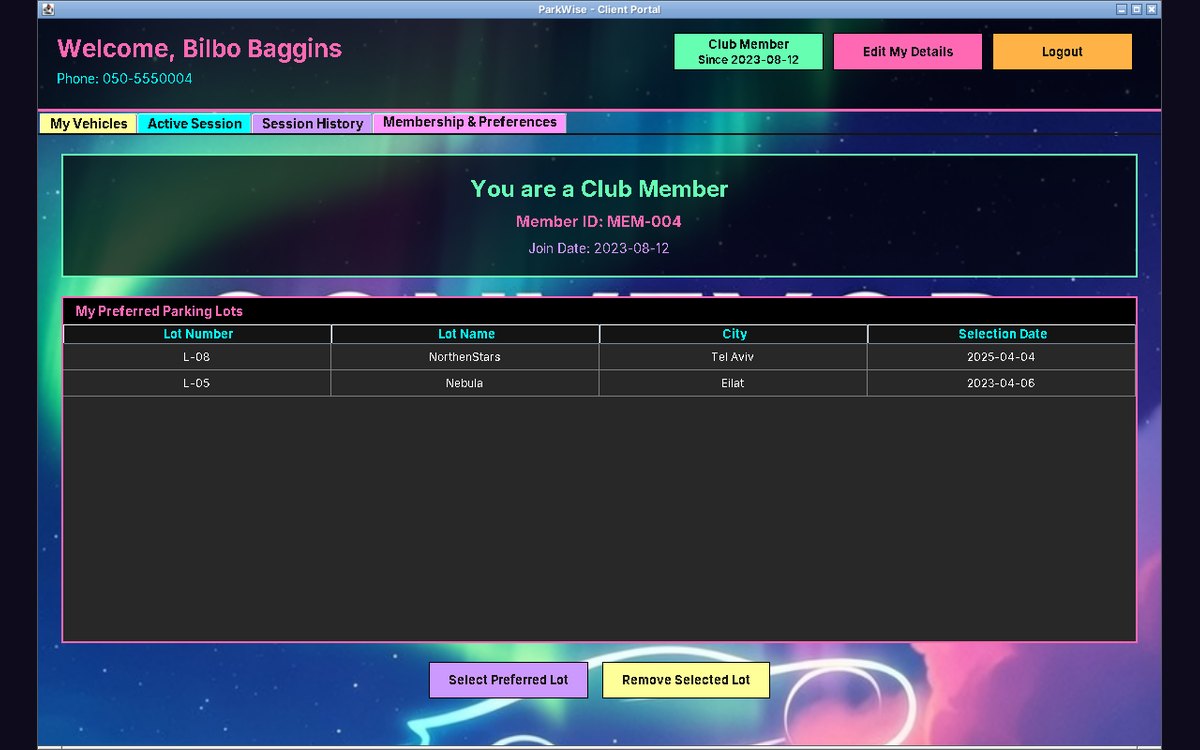 ParkWise - Client Portal
Welcome, Bilbo Baggins
Phone: 050-5550004
Club Member
Since 2023-08-12
Edit My Details
Logout
My Vehicles
Active Session
Session History
Membership & Preferences
You are a Club Member
Member ID: MEM-004
Join Date: 2023-08-12
My Preferred Parking Lots
Lot Number Lot Name City Selection Date
L-08 NorthenStars Tel Aviv 2025-04-04
L-05 Nebula Eilat 2023-04-06
Select Preferred Lot
Remove Selected Lot